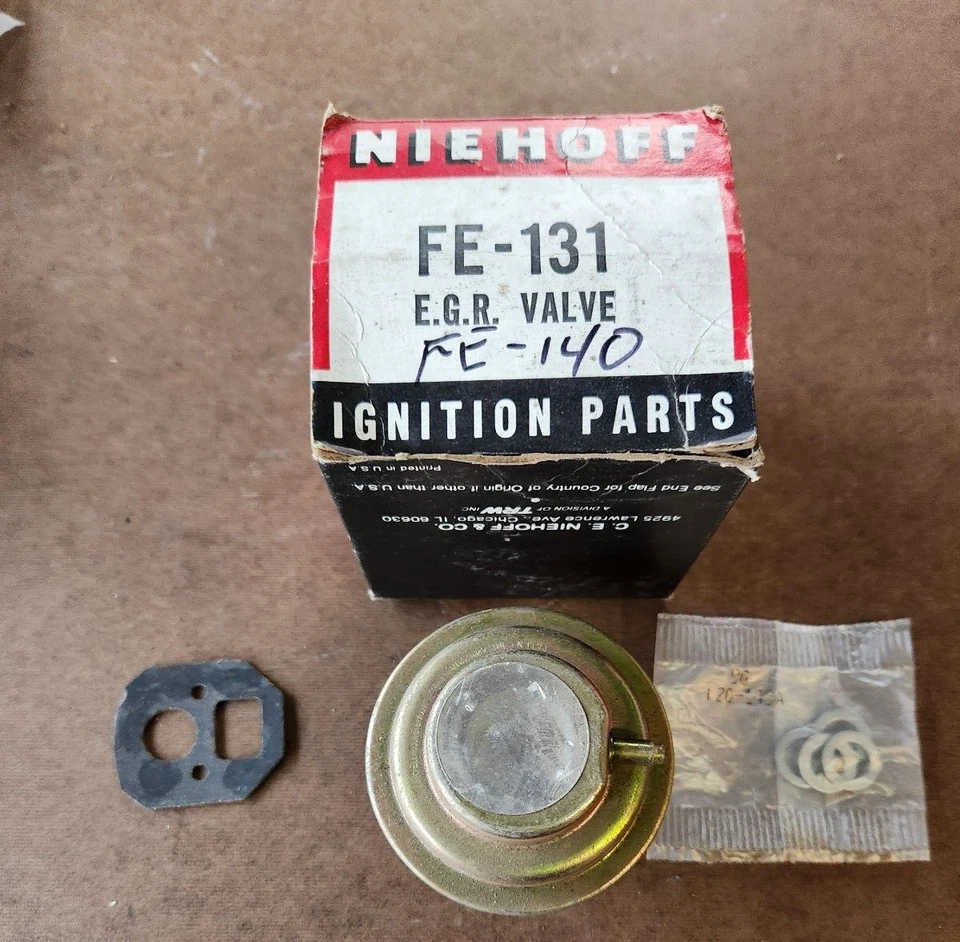 NIEHOFF
FE-131
E.G.R. VALVE
FE-140
IGNITION PARTS
Printed in U.S.A.
See End Flap for Country of Origin if other than U.S.A.
A DIVISION OF TRW INC.
4925 Lawrence Ave., Chicago, IL 60630
C. E. NIEHOFF & CO.